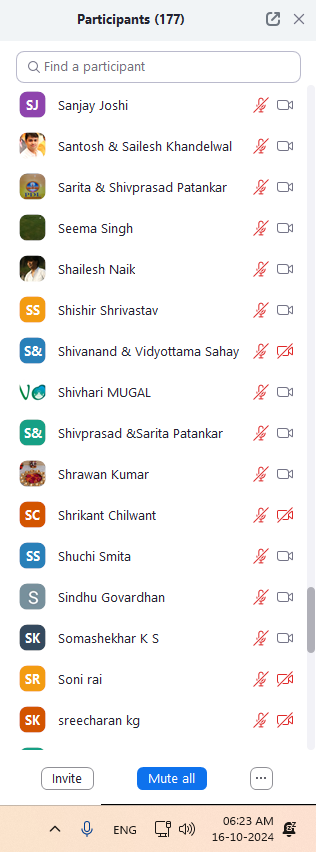 Participants (177)
Find a participant
SJ Sanjay Joshi
Santosh & Sailesh Khandelwal
Sarita & Shivprasad Patankar
Seema Singh
Shailesh Naik
SS Shishir Shrivastav
S& Shivanand & Vidyottama Sahay
Shivhari MUGAL
S& Shivprasad &Sarita Patankar
Shrawan Kumar
SC Shrikant Chilwant
SS Shuchi Smita
S Sindhu Govardhan
SK Somashekhar K S
SR Soni rai
SK sreecharan kg
Invite Mute all ...
ENG 06:23 AM
16-10-2024